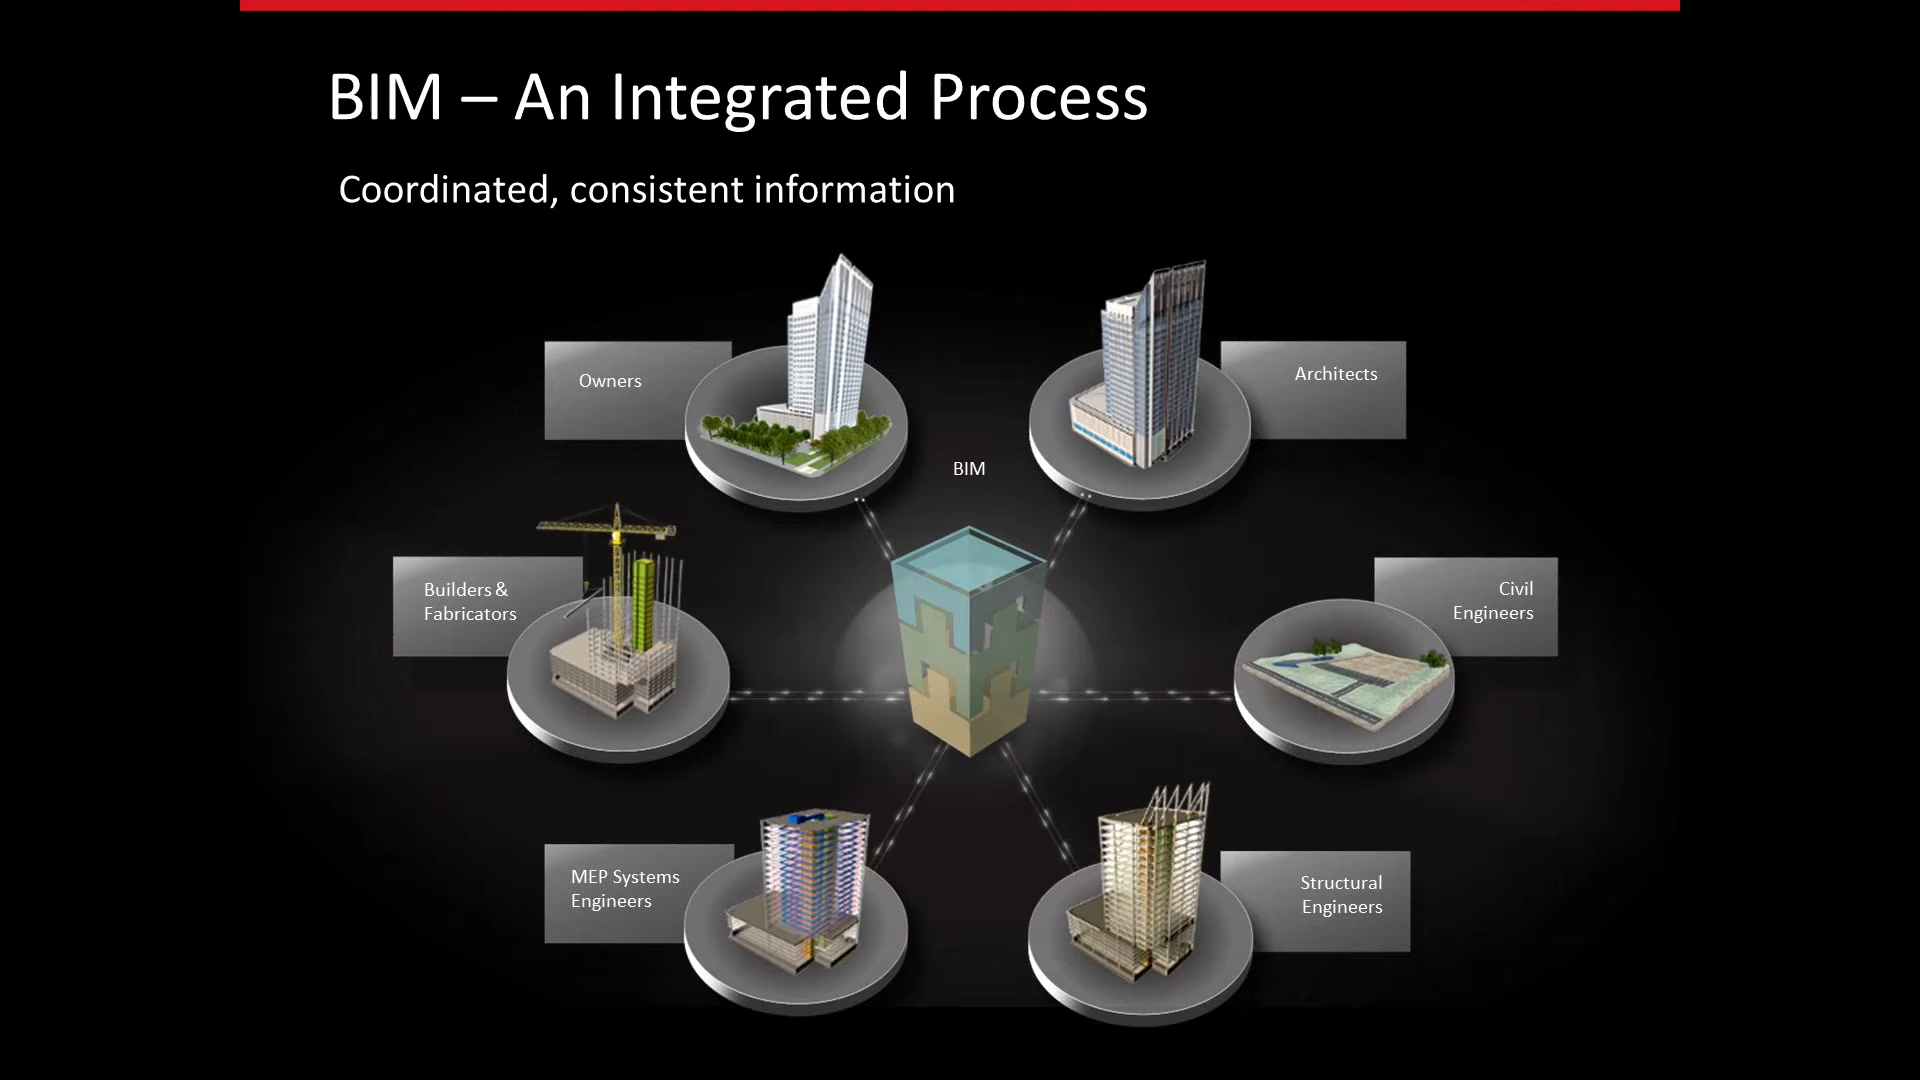 BIM – An Integrated Process
Coordinated, consistent information
Owners
Architects
BIM
Builders &
Fabricators
Civil
Engineers
MEP Systems
Engineers
Structural
Engineers